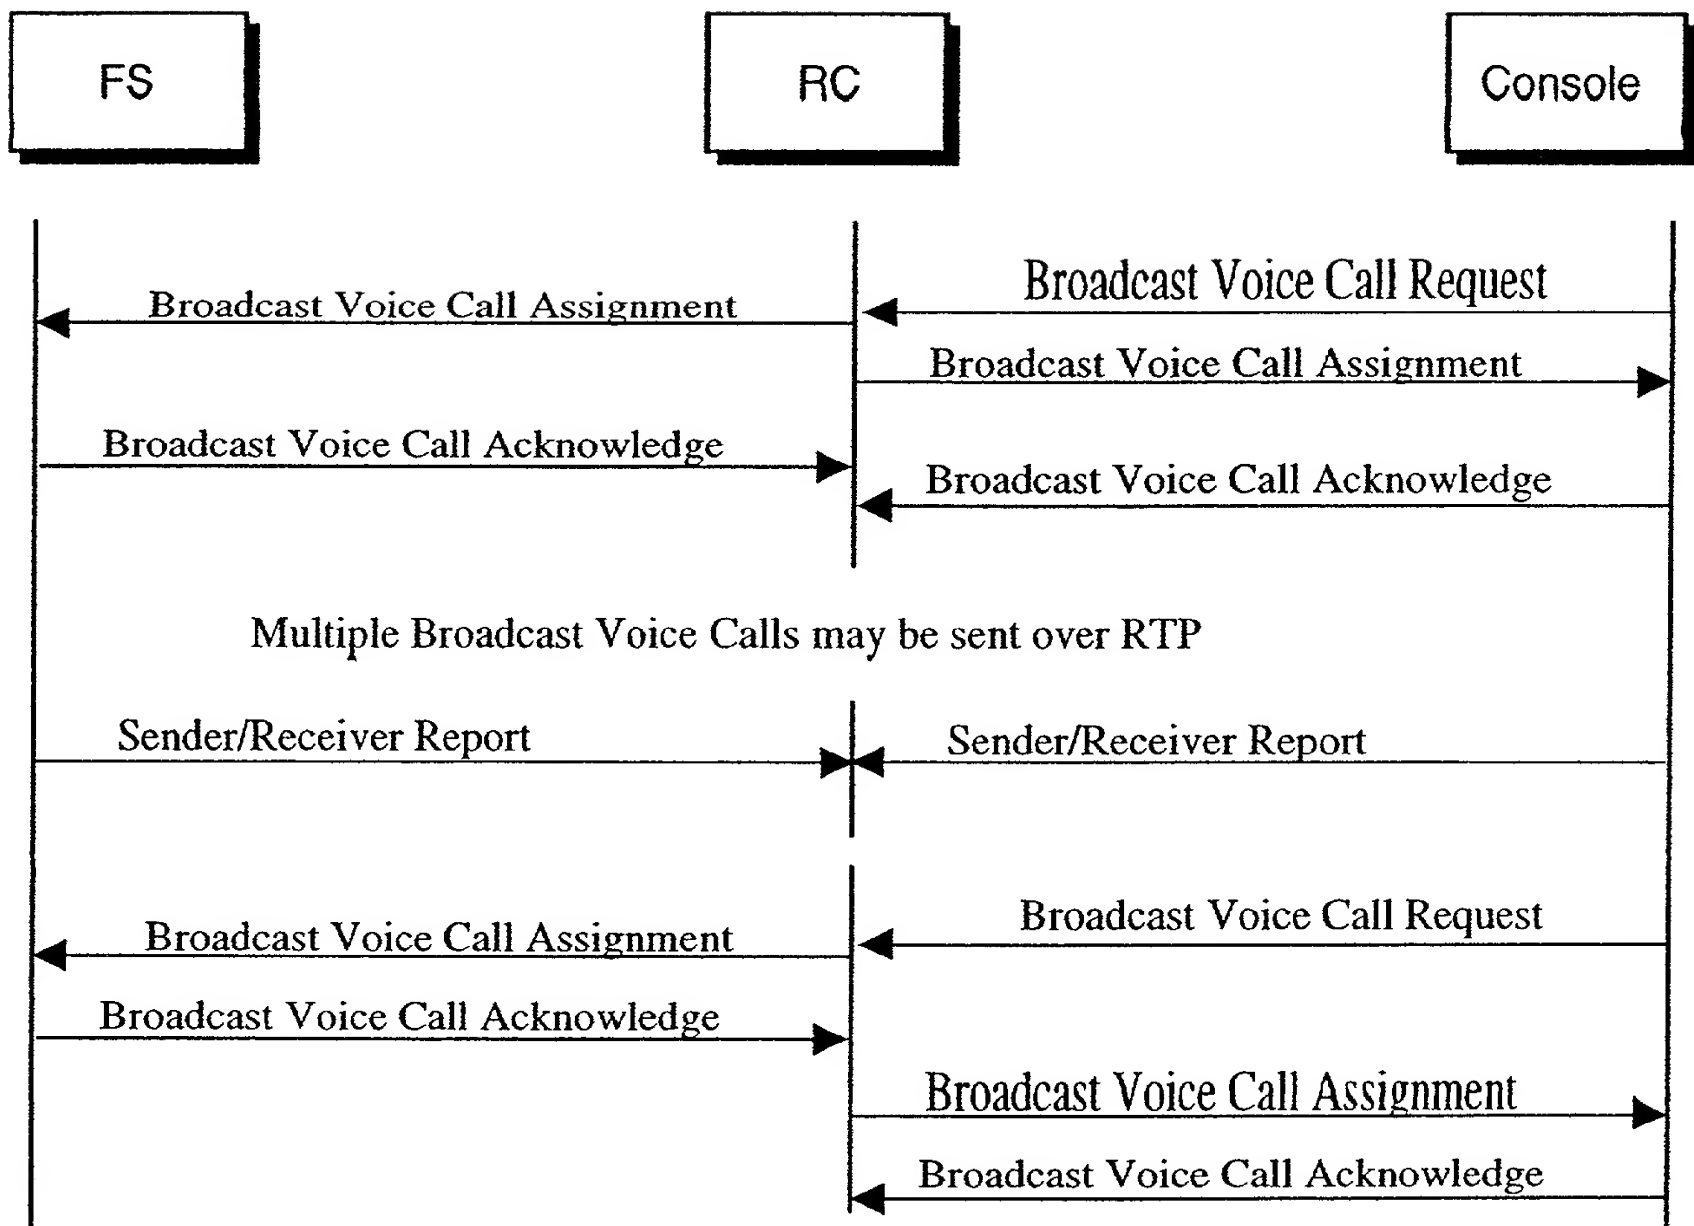 FS
RC
Console
Broadcast Voice Call Request
Broadcast Voice Call Assignment
Broadcast Voice Call Assignment
Broadcast Voice Call Acknowledge
Broadcast Voice Call Acknowledge
Multiple Broadcast Voice Calls may be sent over RTP
Sender/Receiver Report
Sender/Receiver Report
Broadcast Voice Call Request
Broadcast Voice Call Assignment
Broadcast Voice Call Acknowledge
Broadcast Voice Call Assignment
Broadcast Voice Call Acknowledge